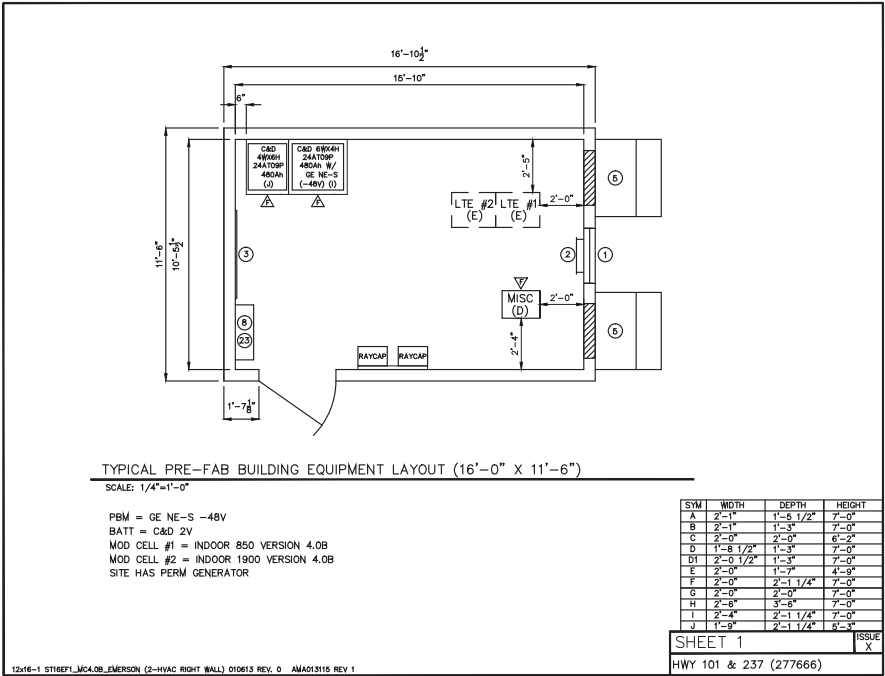 16'-10½"
15'-10"
6"
C&D
4WX6H
24AT09P
480Ah
(J)
C&D 6WX4H
24AT09P
480Ah W/
GE NE-S
(-48V) (I)
F
F
2'-5"
5
LTE #2
(E)
LTE #1
(E)
2'-0"
11'-6"
10'-5½"
3
2
1
F
MISC
(D)
2'-0"
8
23
5
2'-4"
RAYCAP
RAYCAP
1'-7⅛"
TYPICAL PRE-FAB BUILDING EQUIPMENT LAYOUT (16'-0" X 11'-6")
SCALE: 1/4"=1'-0"
PBM = GE NE-S -48V
BATT = C&D 2V
MOD CELL #1 = INDOOR 850 VERSION 4.0B
MOD CELL #2 = INDOOR 1900 VERSION 4.0B
SITE HAS PERM GENERATOR
SYM WIDTH DEPTH HEIGHT
A 2'-1" 1'-5 1/2" 7'-0"
B 2'-1" 1'-3" 7'-0"
C 2'-0" 2'-0" 6'-2"
D 1'-8 1/2" 1'-3" 7'-0"
D1 2'-0 1/2" 1'-3" 7'-0"
E 2'-0" 1'-7" 4'-9"
F 2'-0" 2'-1 1/4" 7'-0"
G 2'-0" 2'-0" 7'-0"
H 2'-6" 3'-6" 7'-0"
I 2'-4" 2'-1 1/4" 7'-0"
J 1'-9" 2'-1 1/4" 5'-3"
SHEET 1
ISSUE
X
HWY 101 & 237 (277666)
12x16-1 ST16EF1_MC4.0B_EMERSON (2-HVAC RIGHT WALL) 010613 REV. 0 AMA013115 REV 1